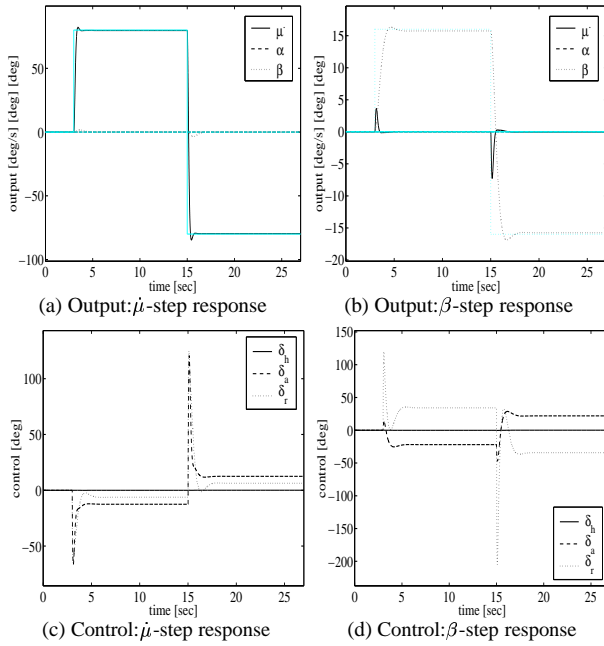 output [deg/s] [deg] [deg]
50
0
−50
−100
0 5 10 15 20 25
time [sec]
μ̇
α
β
(a) Output:μ̇-step response
output [deg/s] [deg] [deg]
15
10
5
0
−5
−10
−15
−20
0 5 10 15 20 25
time [sec]
μ̇
α
β
(b) Output:β-step response
control [deg]
100
50
0
−50
0 5 10 15 20 25
time [sec]
δh
δa
δr
(c) Control:μ̇-step response
control [deg]
150
100
50
0
−50
−100
−150
−200
0 5 10 15 20 25
time [sec]
δh
δa
δr
(d) Control:β-step response